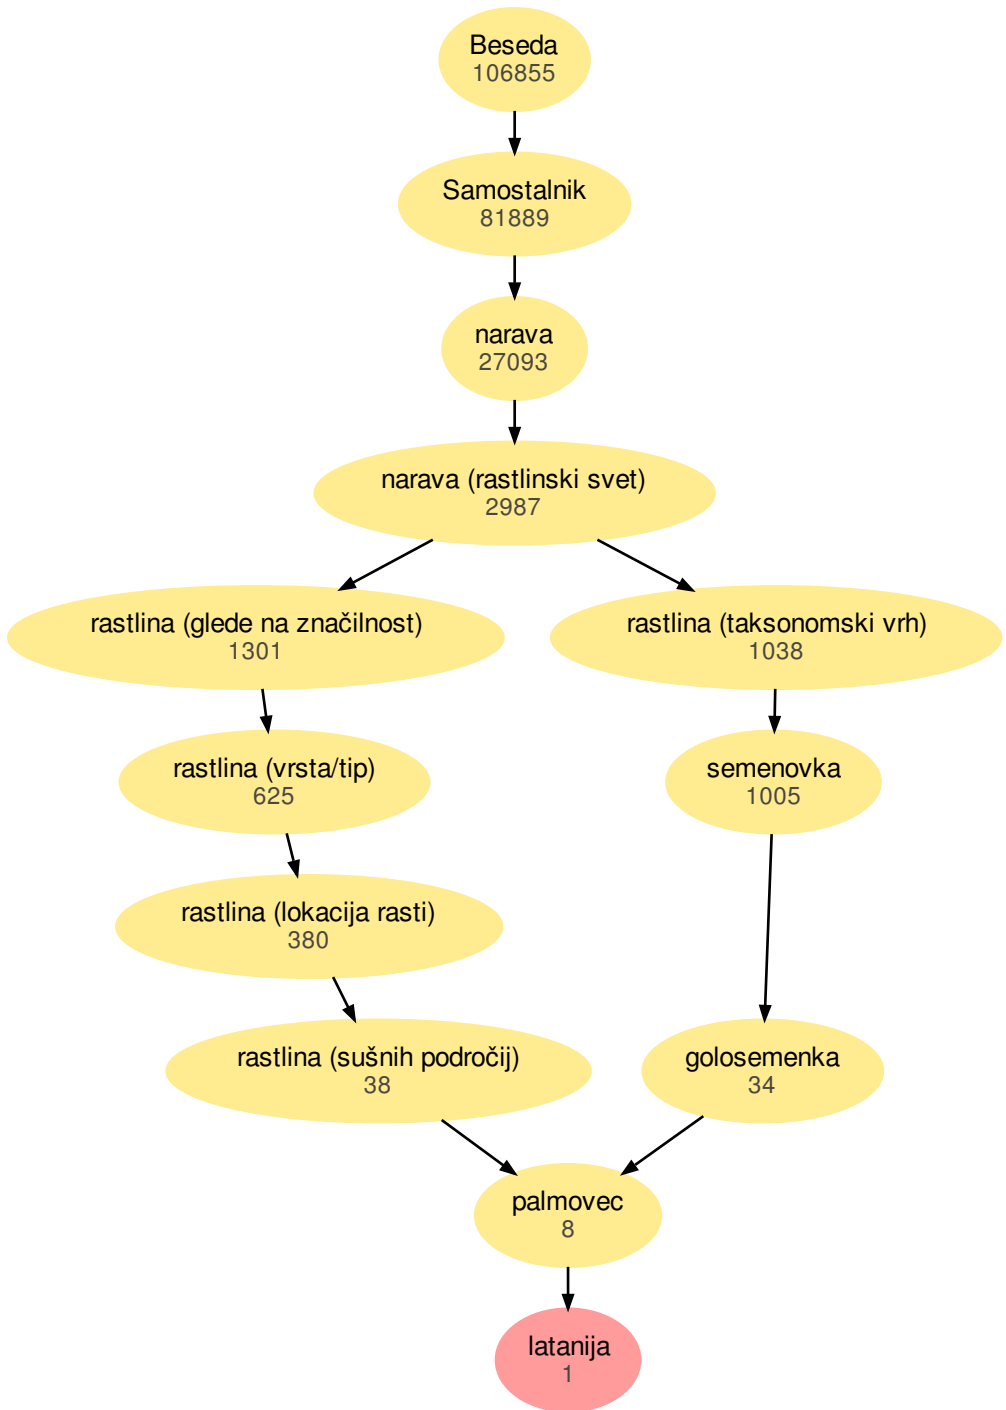 Beseda
106855
Samostalnik
81889
narava
27093
narava (rastlinski svet)
2987
rastlina (glede na značilnost)
1301
rastlina (taksonomski vrh)
1038
rastlina (vrsta/tip)
625
semenovka
1005
rastlina (lokacija rasti)
380
rastlina (sušnih področij)
38
golosemenka
34
palmovec
8
latanija
1